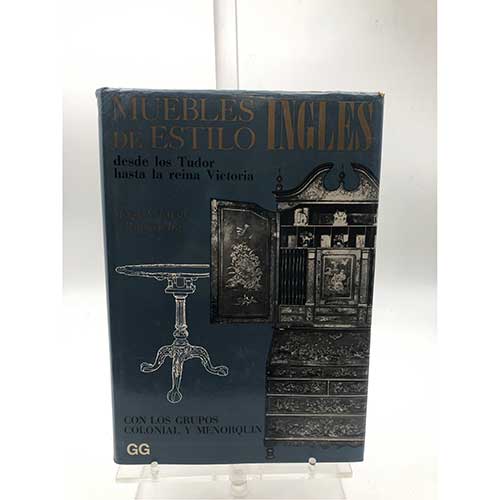 MUEBLES
DE ESTILO INGLES
desde los Tudor
hasta la reina Victoria
CON LOS GRUPOS
COLONIAL Y MENORQUIN
GG